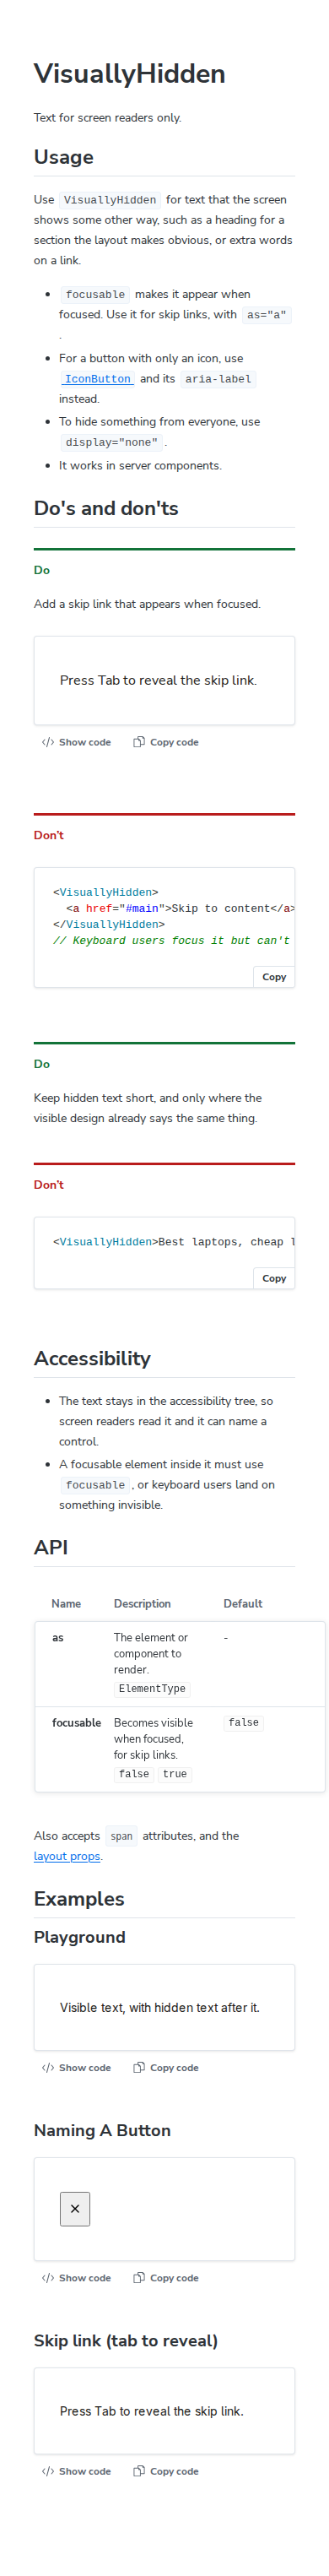 VisuallyHidden
Text for screen readers only.
Usage
Use VisuallyHidden for text that the screen
shows some other way, such as a heading for a
section the layout makes obvious, or extra words
on a link.
focusable makes it appear when
focused. Use it for skip links, with as="a"
.
For a button with only an icon, use
IconButton and its aria-label
instead.
To hide something from everyone, use
display="none" .
It works in server components.
Do's and don'ts
Do
Add a skip link that appears when focused.
Press Tab to reveal the skip link.
Show code Copy code
Don't
<VisuallyHidden>
<a href="#main">Skip to content</a>
</VisuallyHidden>
// Keyboard users focus it but can't
Copy
Do
Keep hidden text short, and only where the
visible design already says the same thing.
Don't
<VisuallyHidden>Best laptops, cheap l
Copy
Accessibility
The text stays in the accessibility tree, so
screen readers read it and it can name a
control.
A focusable element inside it must use
focusable , or keyboard users land on
something invisible.
API
Name Description Default
as The element or -
component to
render.
ElementType
focusable Becomes visible false
when focused,
for skip links.
false true
Also accepts span attributes, and the
layout props.
Examples
Playground
Visible text, with hidden text after it.
Show code Copy code
Naming A Button
×
Show code Copy code
Skip link (tab to reveal)
Press Tab to reveal the skip link.
Show code Copy code